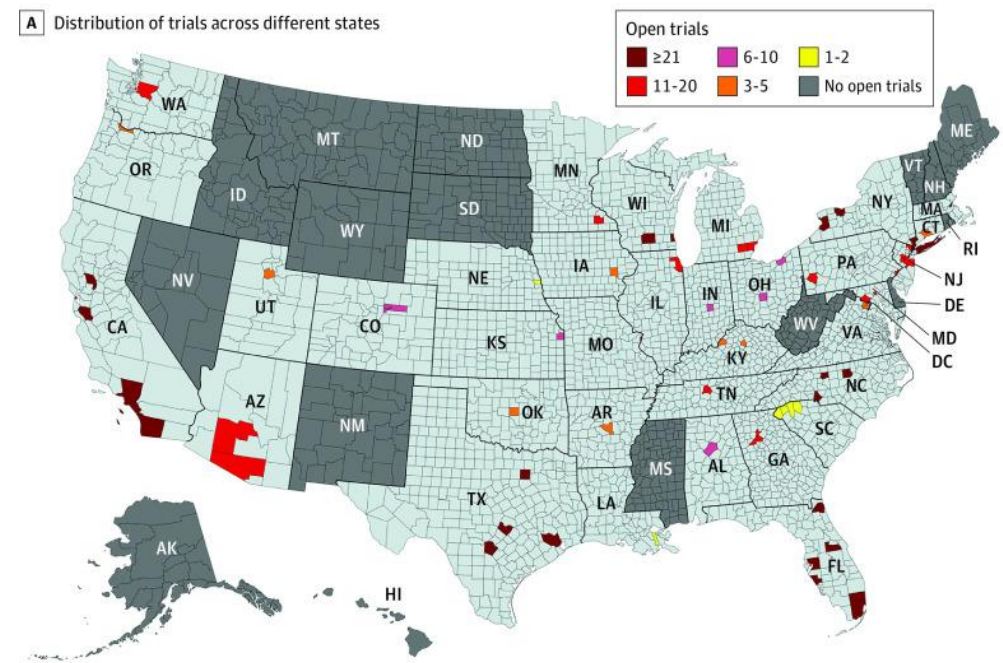 A Distribution of trials across different states
Open trials
≥21 6-10 1-2
11-20 3-5 No open trials
WA
MT
ND
MN
ME
VT
NH
OR
ID
SD
WI
MI
NY
MA
CT
RI
WY
NE
IA
PA
NJ
NV
UT
CO
IL
IN
OH
DE
CA
KS
MO
KY
WV
VA
MD
DC
AZ
NM
OK
AR
TN
NC
SC
MS
AL
GA
TX
LA
FL
AK
HI